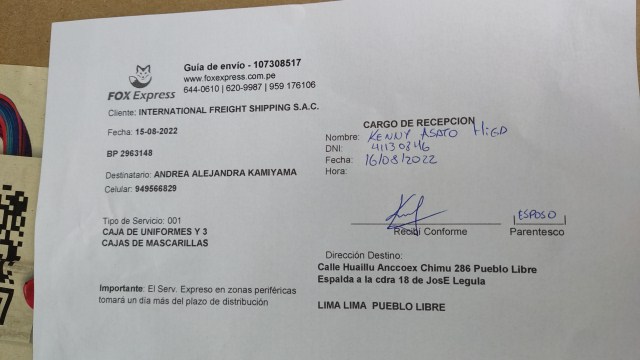 Guía de envío - 107308517
www.foxexpress.com.pe
644-0610 | 620-9987 | 959 176106
FOX Express
Cliente: INTERNATIONAL FREIGHT SHIPPING S.A.C.
Fecha: 15-08-2022
BP 2963148
Destinatario: ANDREA ALEJANDRA KAMIYAMA
Celular: 949566829
Tipo de Servicio: 001
CAJA DE UNIFORMES Y 3
CAJAS DE MASCARILLAS
Importante: El Serv. Expreso en zonas periféricas
tomará un día más del plazo de distribución
CARGO DE RECEPCION
Nombre: KENNY ASATO
DNI: 41130346
Fecha: 16/08/2022
Hora:
Recibí Conforme
ESPOSO
Parentesco
Dirección Destino:
Calle Huaillu Anccoex Chimu 286 Pueblo Libre
Espalda a la cdra 18 de JosE Leguia
LIMA LIMA PUEBLO LIBRE